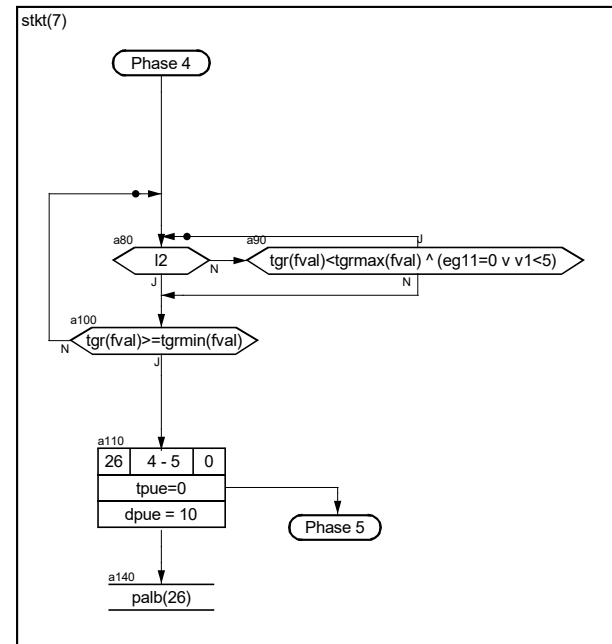 stkt(7)
Phase 4
a80
I2
N
J
a90
J
tgr(fval)<tgrmax(fval) ^ (eg11=0 v v1<5)
N
a100
tgr(fval)>=tgrmin(fval)
N
J
a110
26 4 - 5 0
tpue=0
dpue = 10
Phase 5
a140
palb(26)